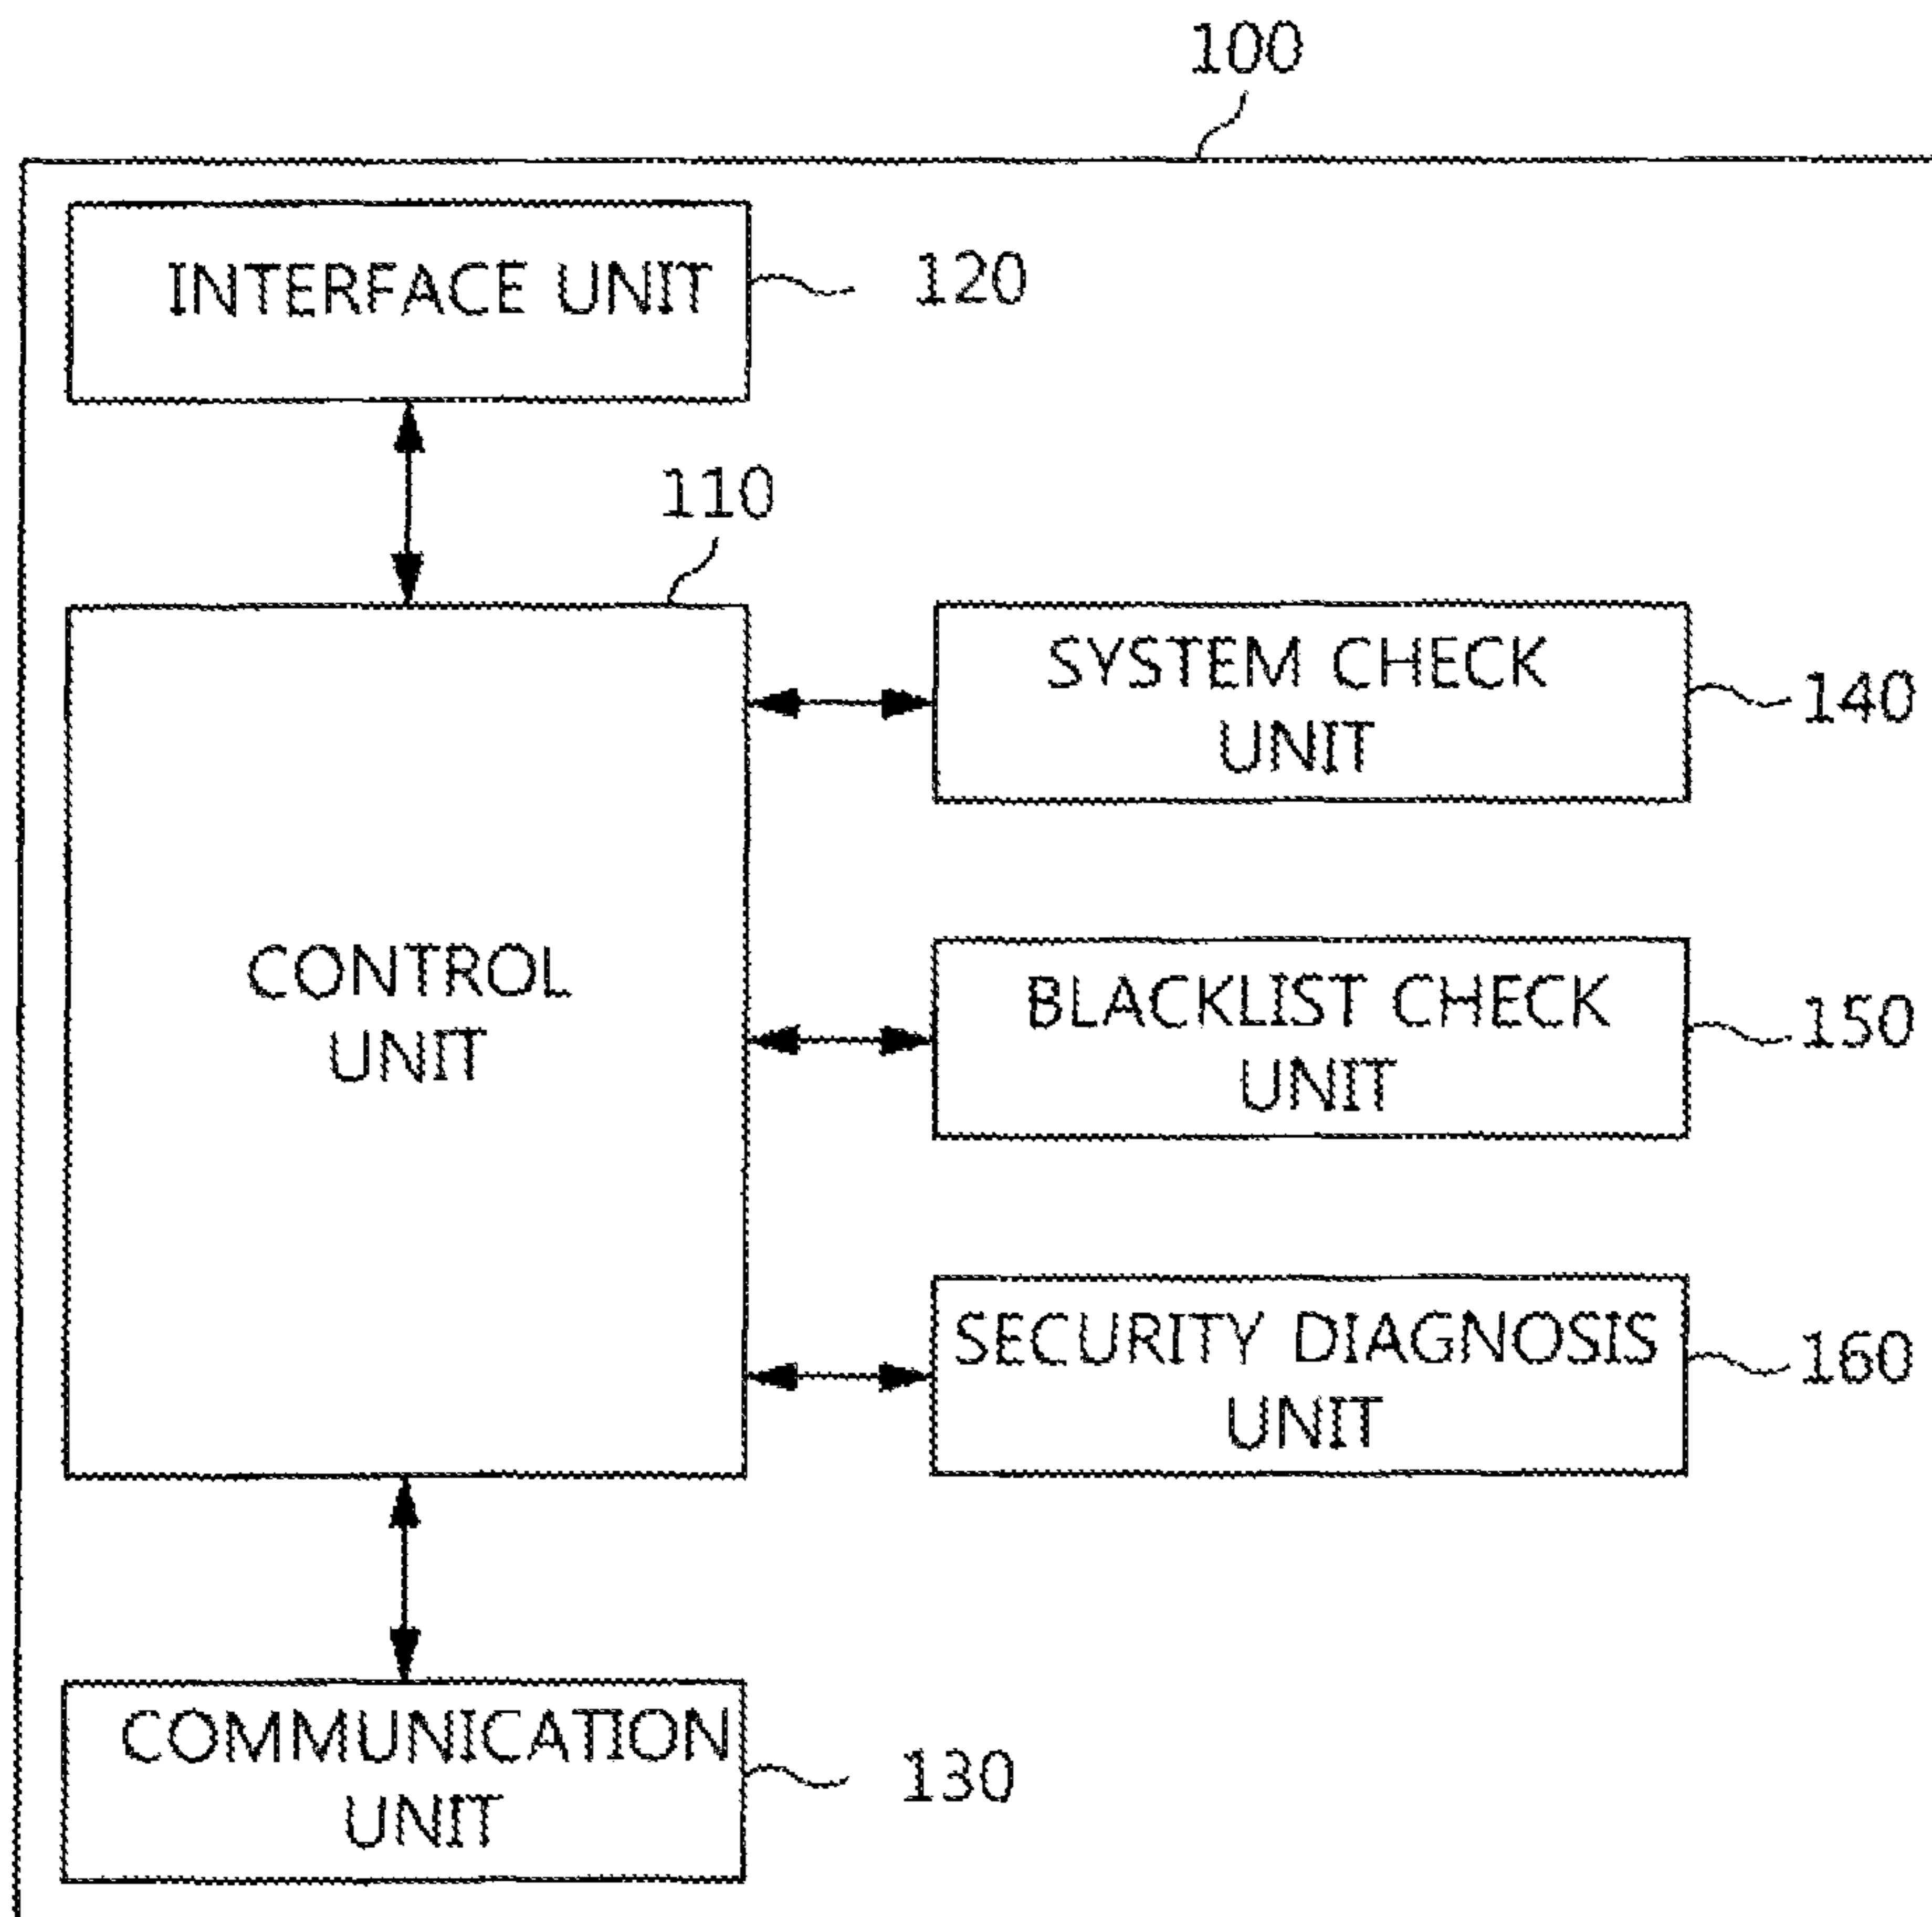 100
INTERFACE UNIT
120
110
CONTROL
UNIT
SYSTEM CHECK
UNIT
140
BLACKLIST CHECK
UNIT
150
SECURITY DIAGNOSIS
UNIT
160
COMMUNICATION
UNIT
130